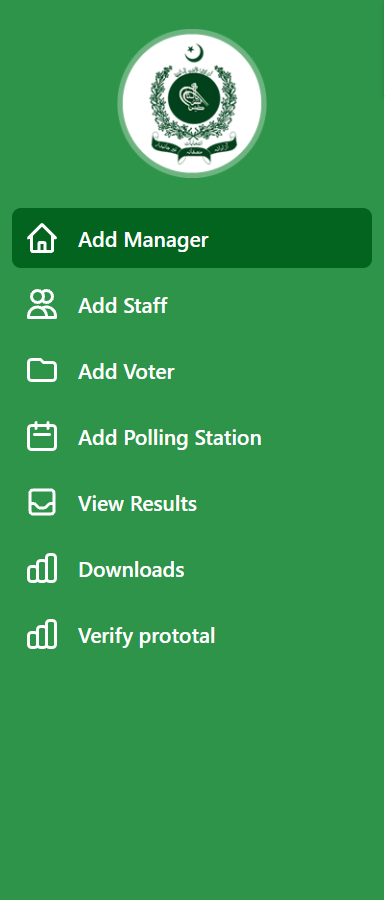 Add Manager
Add Staff
Add Voter
Add Polling Station
View Results
Downloads
Verify prototal